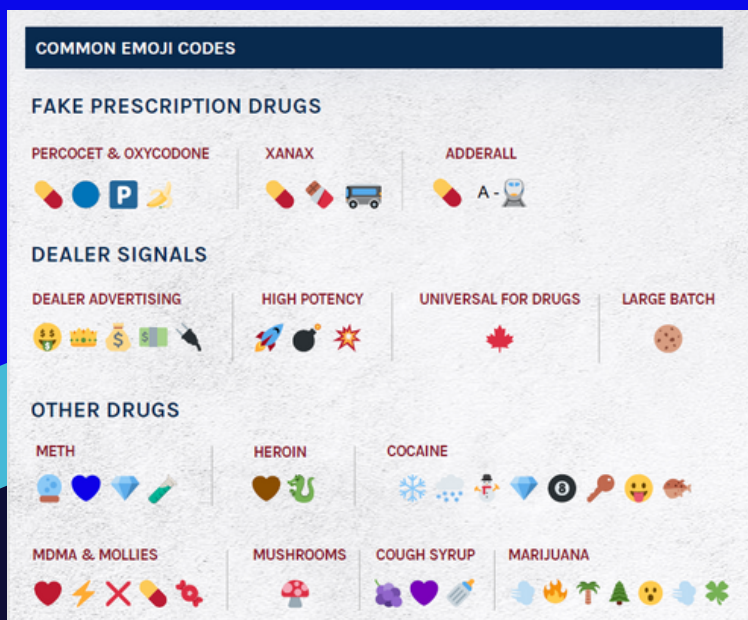 COMMON EMOJI CODES
FAKE PRESCRIPTION DRUGS
PERCOCET & OXYCODONE XANAX ADDERALL
P A -
DEALER SIGNALS
DEALER ADVERTISING HIGH POTENCY UNIVERSAL FOR DRUGS LARGE BATCH
OTHER DRUGS
METH HEROIN COCAINE
8
MDMA & MOLLIES MUSHROOMS COUGH SYRUP MARIJUANA